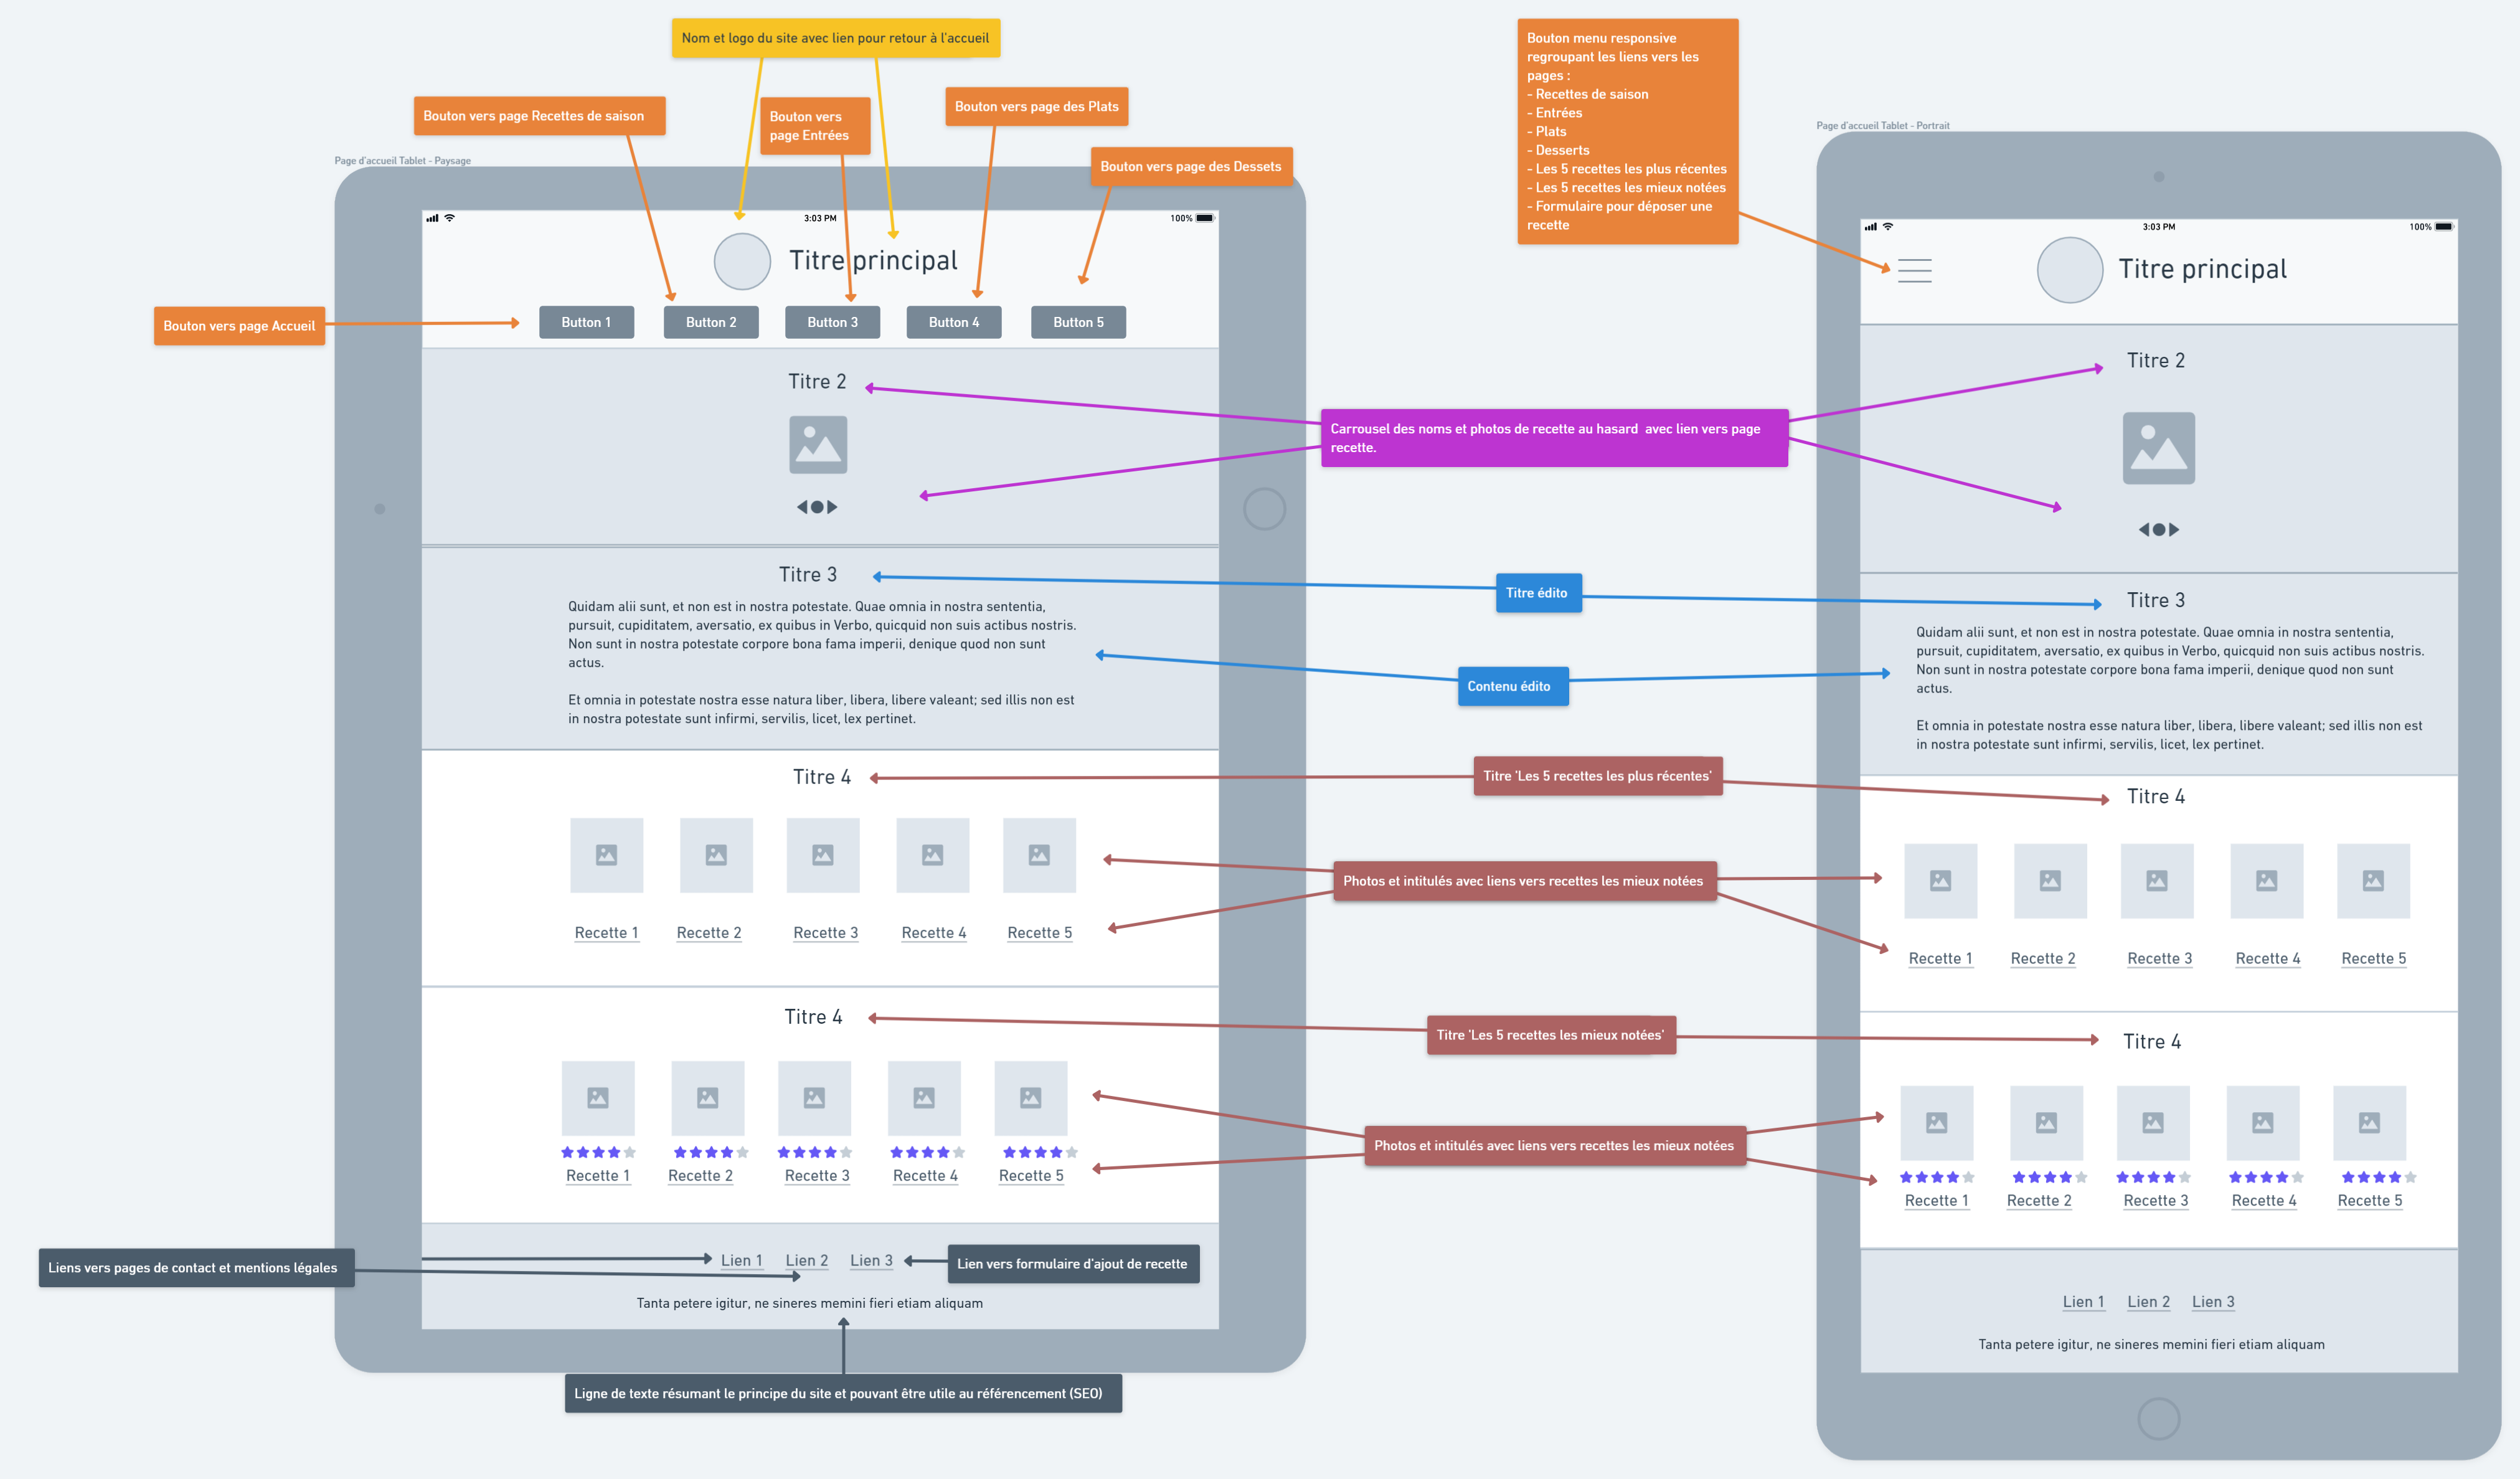 Nom et logo du site avec lien pour retour à l'accueil
Bouton vers page Recettes de saison
Bouton vers
page Entrées
Bouton vers page des Plats
Bouton vers page des Dessets
Bouton vers page Accueil
Page d'accueil Tablet - Paysage
3:03 PM
100%
Titre principal
Button 1
Button 2
Button 3
Button 4
Button 5
Titre 2
Titre 3
Quidam alii sunt, et non est in nostra potestate. Quae omnia in nostra sententia,
pursuit, cupiditatem, aversatio, ex quibus in Verbo, quicquid non suis actibus nostris.
Non sunt in nostra potestate corpore bona fama imperii, denique quod non sunt
actus.
Et omnia in potestate nostra esse natura liber, libera, libere valeant; sed illis non est
in nostra potestate sunt infirmi, servilis, licet, lex pertinet.
Titre 4
Recette 1
Recette 2
Recette 3
Recette 4
Recette 5
Titre 4
Recette 1
Recette 2
Recette 3
Recette 4
Recette 5
Lien 1
Lien 2
Lien 3
Tanta petere igitur, ne sineres memini fieri etiam aliquam
Liens vers pages de contact et mentions légales
Lien vers formulaire d'ajout de recette
Ligne de texte résumant le principe du site et pouvant être utile au référencement (SEO)
Carrousel des noms et photos de recette au hasard avec lien vers page
recette.
Titre édito
Contenu édito
Titre 'Les 5 recettes les plus récentes'
Photos et intitulés avec liens vers recettes les mieux notées
Titre 'Les 5 recettes les mieux notées'
Photos et intitulés avec liens vers recettes les mieux notées
Bouton menu responsive
regroupant les liens vers les
pages :
- Recettes de saison
- Entrées
- Plats
- Desserts
- Les 5 recettes les plus récentes
- Les 5 recettes les mieux notées
- Formulaire pour déposer une
recette
Page d'accueil Tablet - Portrait
3:03 PM
100%
Titre principal
Titre 2
Titre 3
Quidam alii sunt, et non est in nostra potestate. Quae omnia in nostra sententia,
pursuit, cupiditatem, aversatio, ex quibus in Verbo, quicquid non suis actibus nostris.
Non sunt in nostra potestate corpore bona fama imperii, denique quod non sunt
actus.
Et omnia in potestate nostra esse natura liber, libera, libere valeant; sed illis non est
in nostra potestate sunt infirmi, servilis, licet, lex pertinet.
Titre 4
Recette 1
Recette 2
Recette 3
Recette 4
Recette 5
Titre 4
Recette 1
Recette 2
Recette 3
Recette 4
Recette 5
Lien 1
Lien 2
Lien 3
Tanta petere igitur, ne sineres memini fieri etiam aliquam